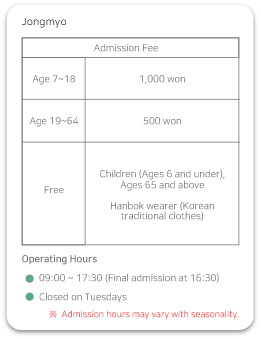 Jongmyo
Admission Fee
Age 7~18
1,000 won
Age 19~64
500 won
Free
Children (Ages 6 and under),
Ages 65 and above
Hanbok wearer (Korean
traditional clothes)
Operating Hours
09:00 ~ 17:30 (Final admission at 16:30)
Closed on Tuesdays
※ Admission hours may vary with seasonality.